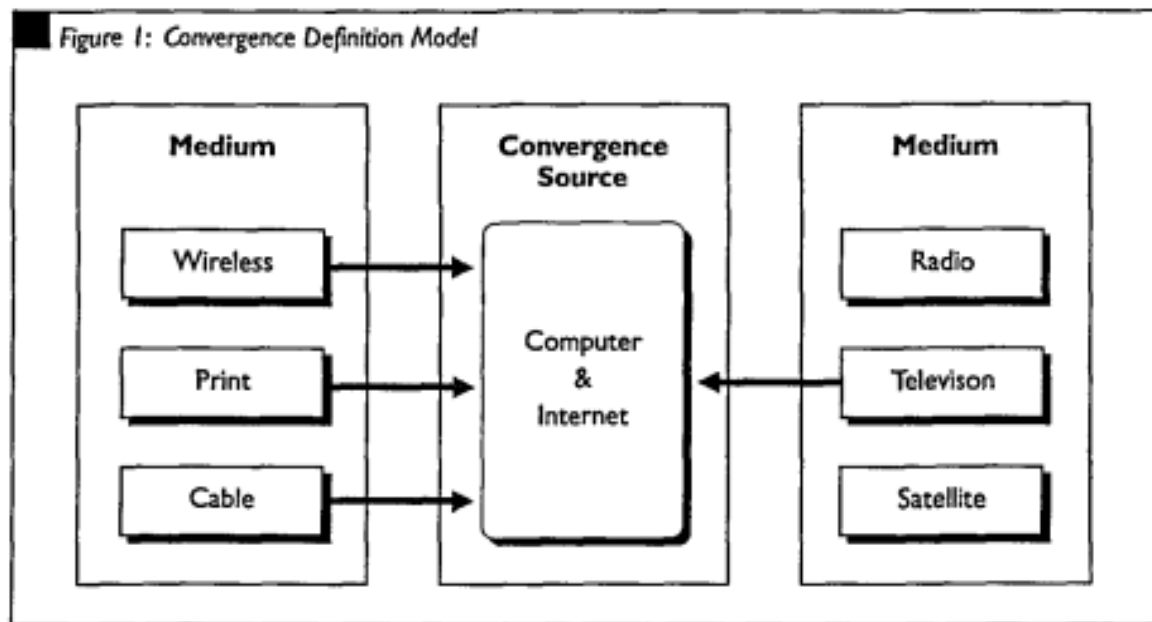 Figure 1: Convergence Definition Model
Medium
Wireless
Print
Cable
Convergence
Source
Computer
&
Internet
Medium
Radio
Televison
Satellite